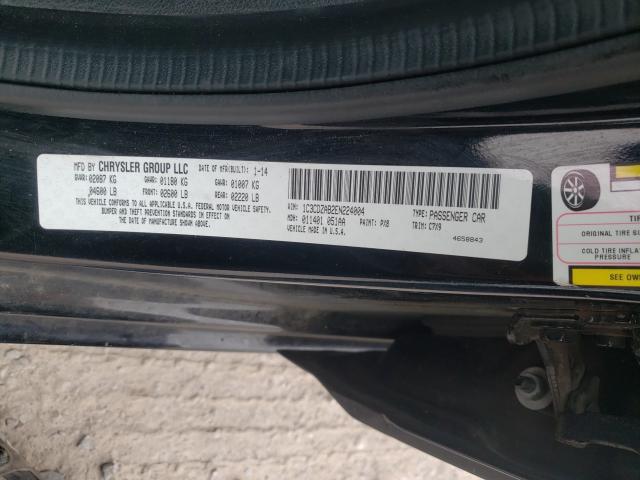 MFD BY CHRYSLER GROUP LLC DATE OF MFR(BUILT): 1-14
GVWR: 02087 KG GAWR: 01180 KG GAWR: 01007 KG
04600 LB FRONT: 02600 LB REAR: 02220 LB
THIS VEHICLE CONFORMS TO ALL APPLICABLE U.S.A. FEDERAL MOTOR VEHICLE SAFETY,
BUMPER AND THEFT PREVENTION STANDARDS IN EFFECT ON
THE DATE OF MANUFACTURE SHOWN ABOVE.
VIN: 1C3CDZAB2EN224004 TYPE: PASSENGER CAR
MDH: 011401 051AA PAINT: PX8 TRIM: C7X9
VEHICLE MADE IN U.S.A. 4658843
ORIGINAL TIRE
COLD TIRE
PRESSURE
SEE